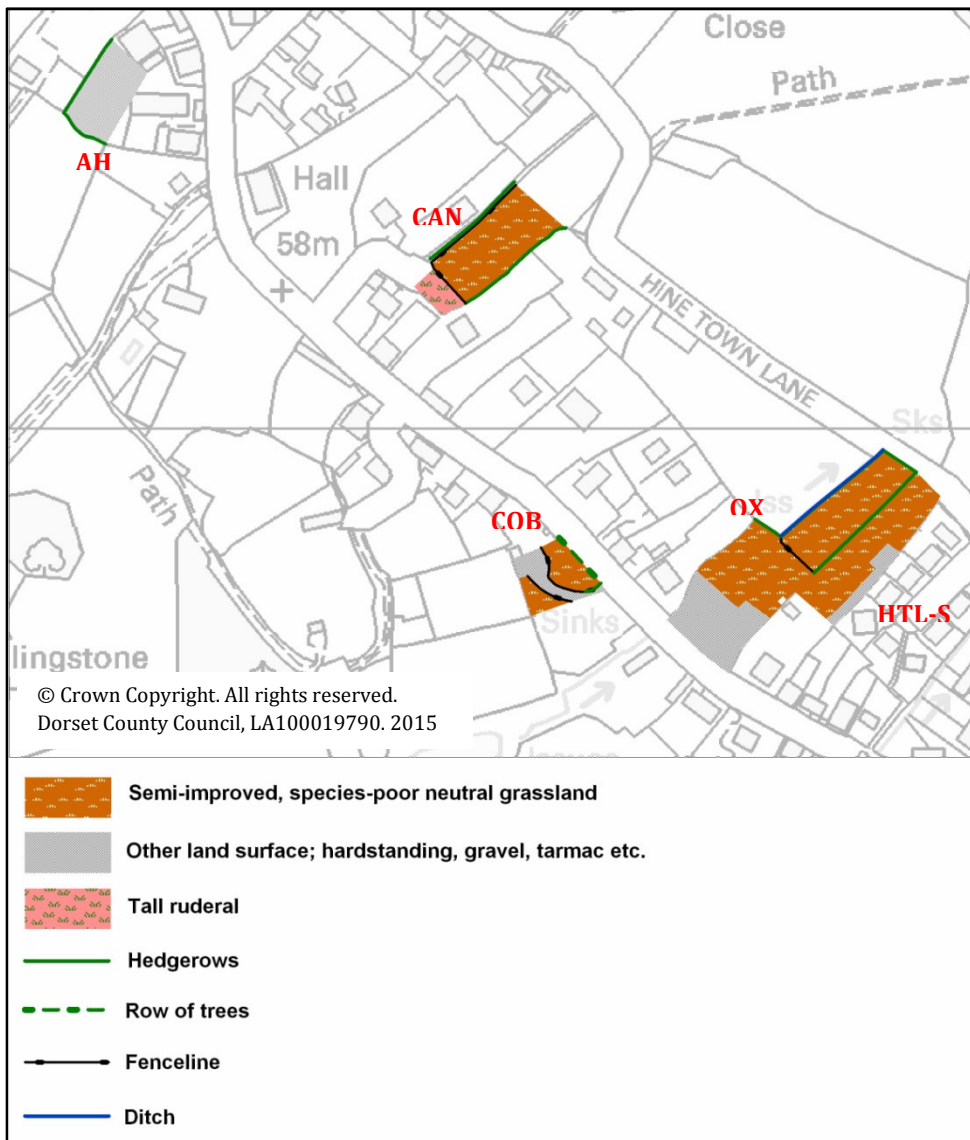 Close
Path
AH
Hall
CAN
58m
HINE TOWN LANE
Sks
Path
OX
COB
HTL-S
Sinks
lingstone
© Crown Copyright. All rights reserved.
Dorset County Council, LA100019790. 2015
Semi-improved, species-poor neutral grassland
Other land surface; hardstanding, gravel, tarmac etc.
Tall ruderal
Hedgerows
Row of trees
Fenceline
Ditch